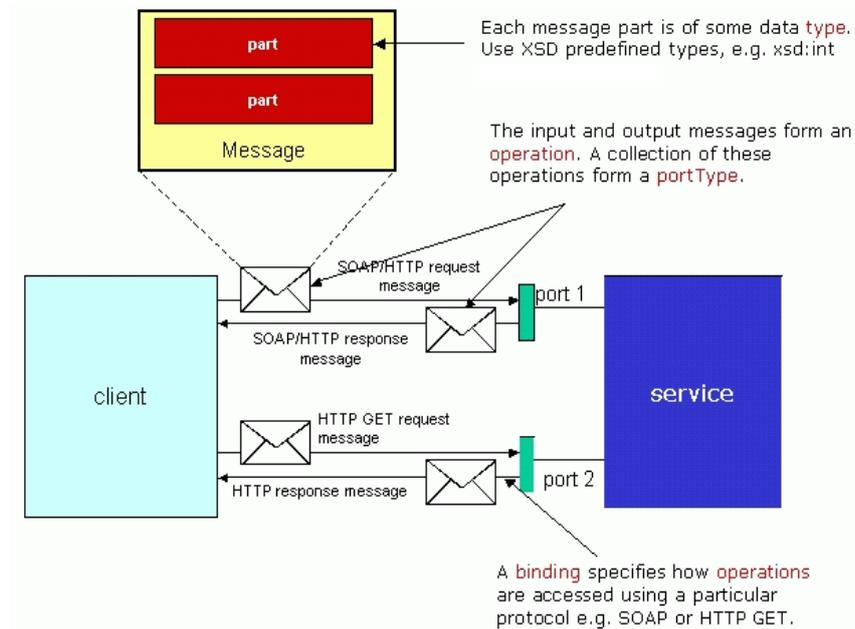 part
part
Message
Each message part is of some data type.
Use XSD predefined types, e.g. xsd:int
The input and output messages form an
operation. A collection of these
operations form a portType.
SOAP/HTTP request
message
port 1
SOAP/HTTP response
message
client
service
HTTP GET request
message
HTTP response message
port 2
A binding specifies how operations
are accessed using a particular
protocol e.g. SOAP or HTTP GET.